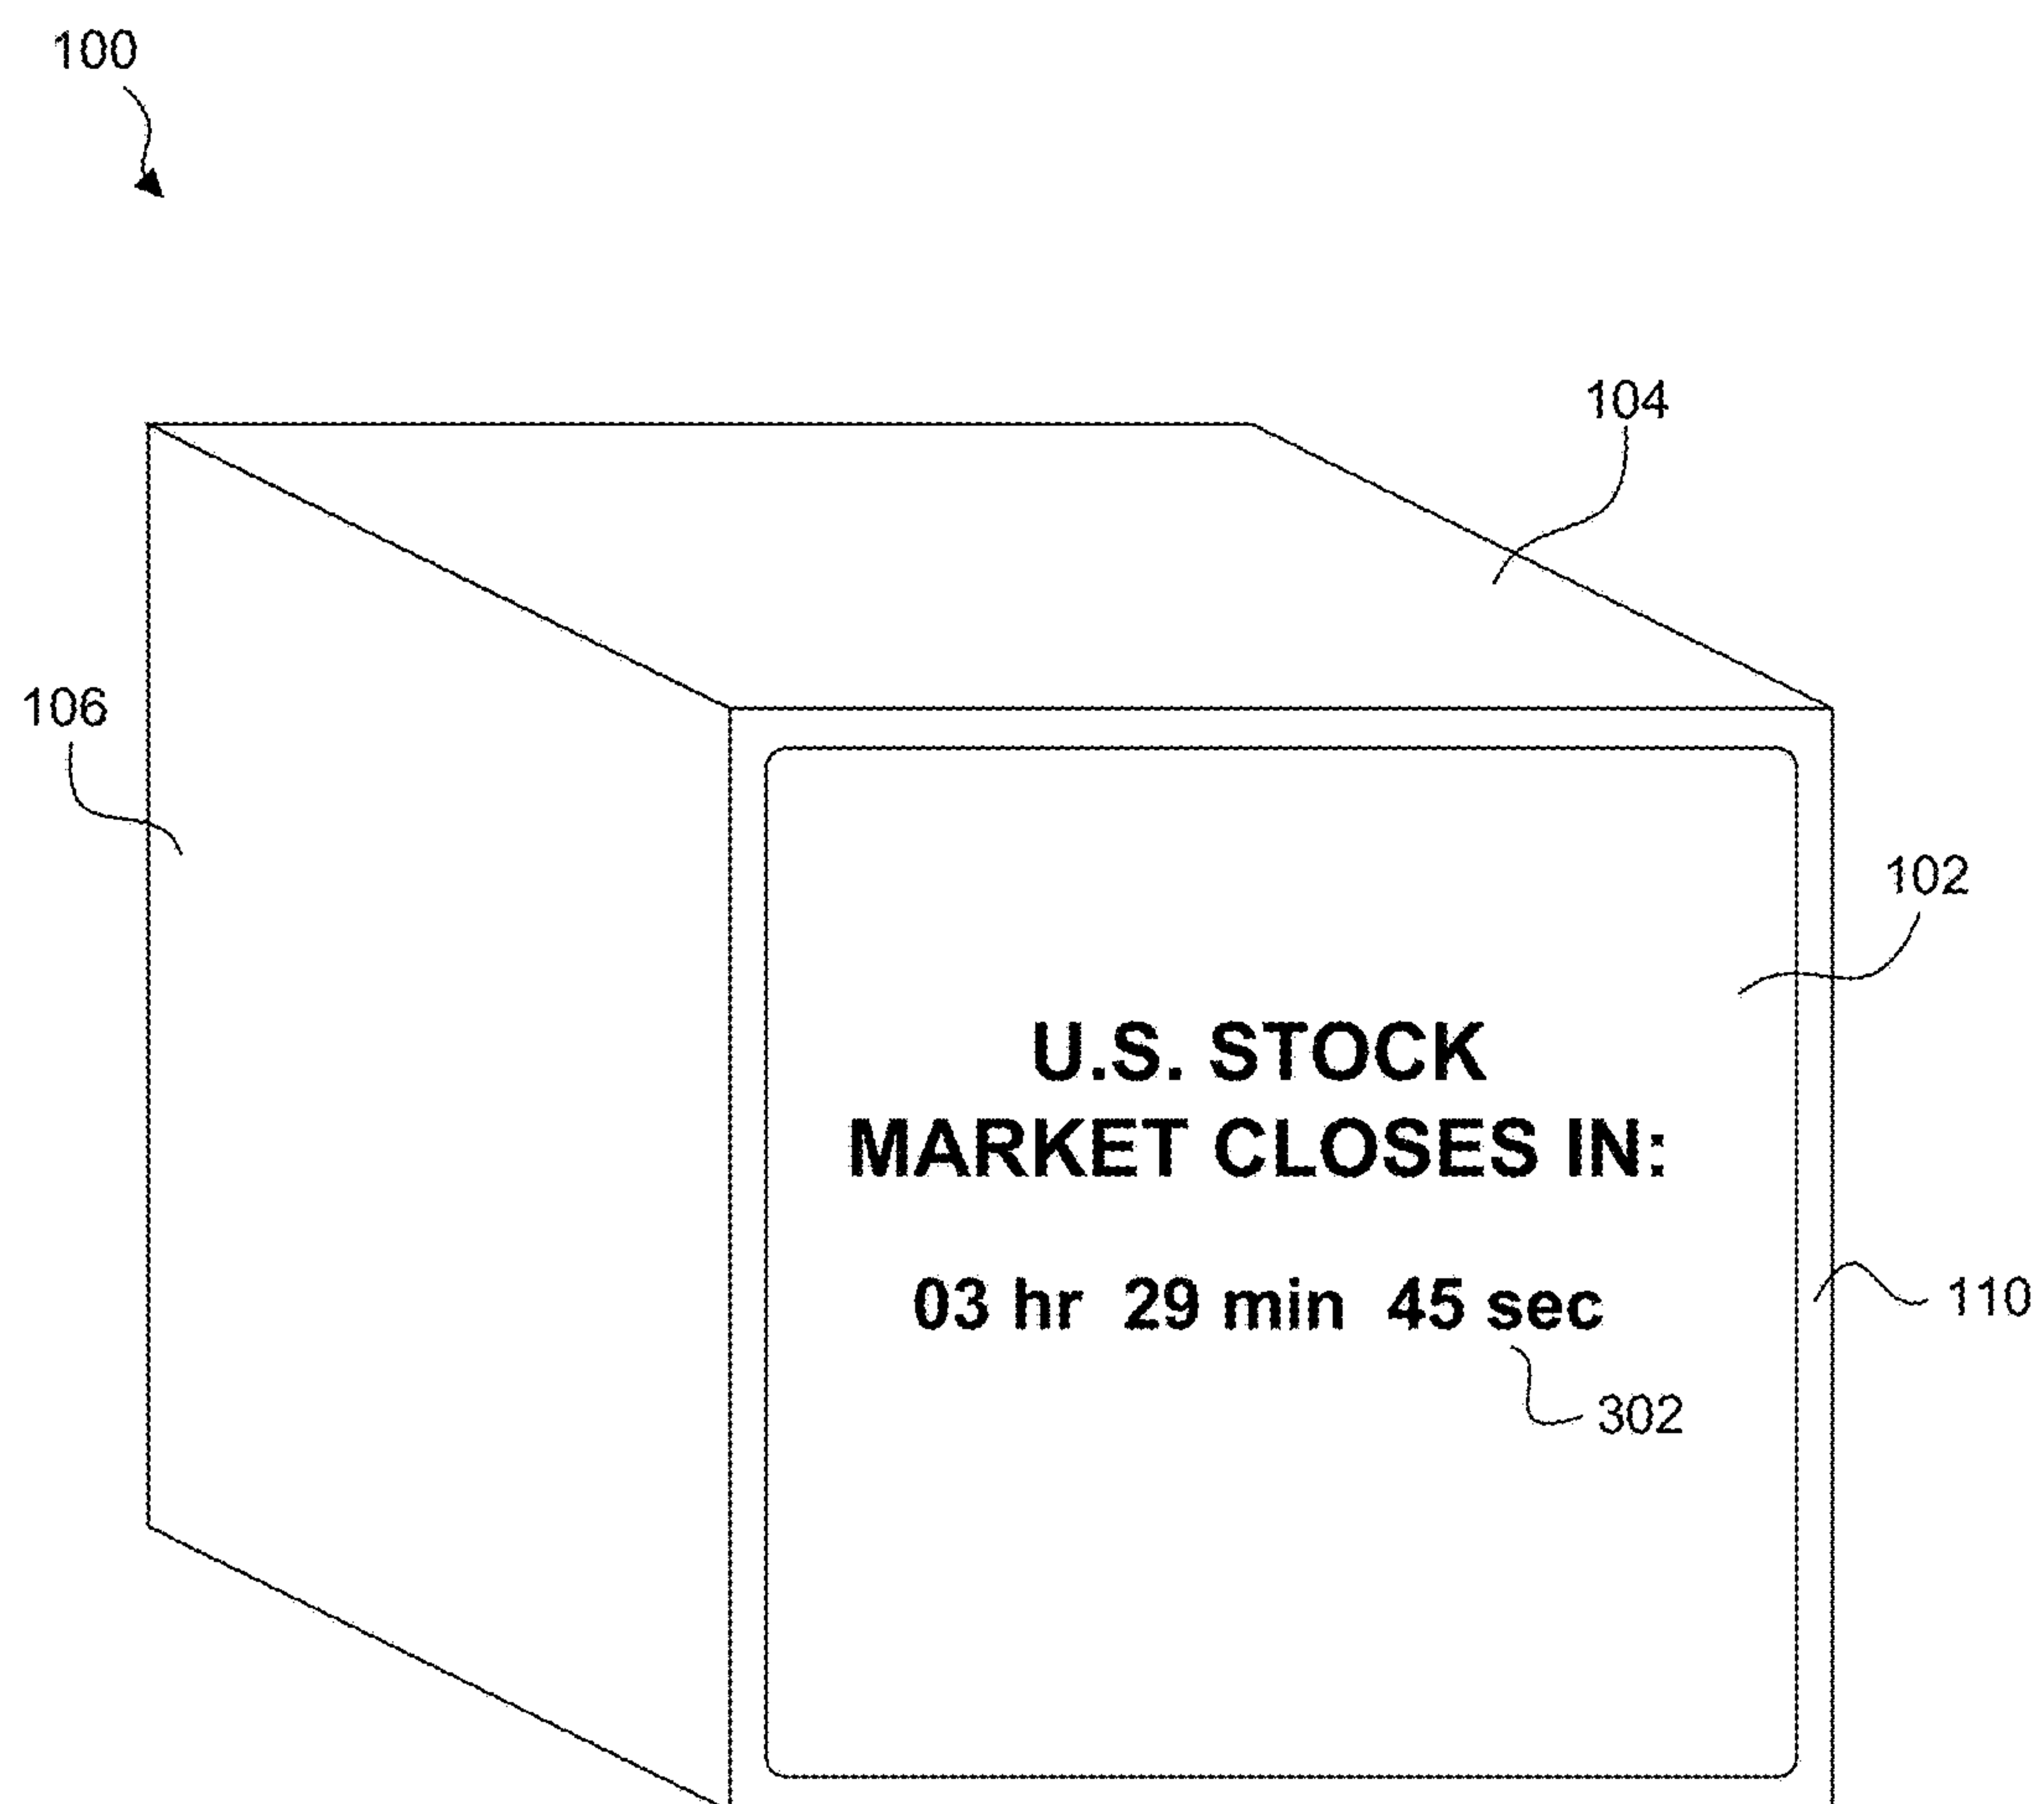 100
104
106
102
U.S. STOCK
MARKET CLOSES IN:
03 hr 29 min 45 sec
110
302